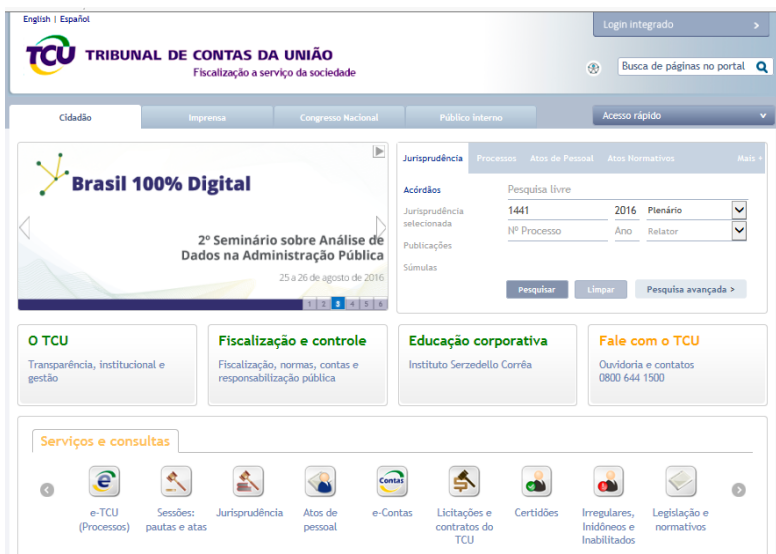 English | Español
Login integrado >
TCU TRIBUNAL DE CONTAS DA UNIÃO
Fiscalização a serviço da sociedade
Busca de páginas no portal
Cidadão Imprensa Congresso Nacional Público interno Acesso rápido
Brasil 100% Digital
2º Seminário sobre Análise de
Dados na Administração Pública
25 a 26 de agosto de 2016
1 2 3 4 5 6
Jurisprudência Processos Atos de Pessoal Atos Normativos Mais +
Acórdãos Pesquisa livre
Jurisprudência
selecionada
1441 2016 Plenário
Nº Processo Ano Relator
Publicações
Súmulas
Pesquisar Limpar Pesquisa avançada >
O TCU
Transparência, institucional e
gestão
Fiscalização e controle
Fiscalização, normas, contas e
responsabilização pública
Educação corporativa
Instituto Serzedello Corrêa
Fale com o TCU
Ouvidoria e contatos
0800 644 1500
Serviços e consultas
Contas
e-TCU
(Processos)
Sessões:
pautas e atas
Jurisprudência
Atos de
pessoal
e-Contas
Licitações e
contratos do
TCU
Certidões
Irregulares,
Inidôneos e
Inabilitados
Legislação e
normativos